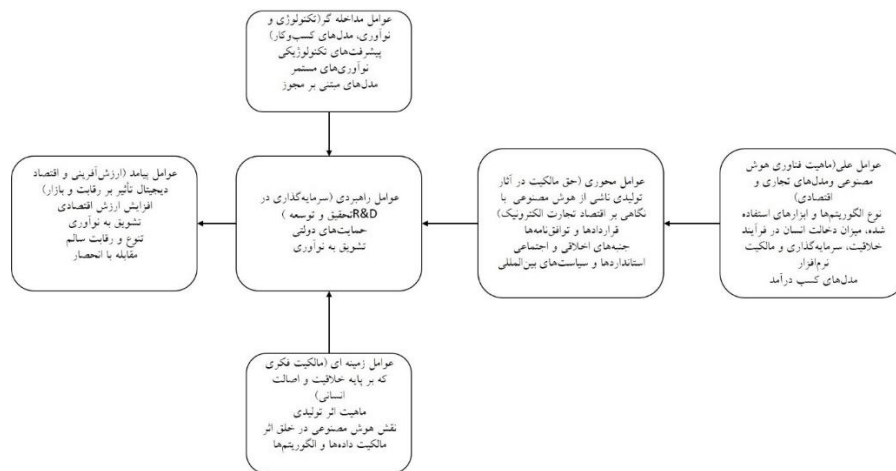 عوامل مداخله گر(تکنولوژی و
نوآوری، مدل‌های کسب‌وکار)
پیشرفت‌های تکنولوژیکی
نوآوری‌های مستمر
مدل‌های مبتنی بر مجوز
عوامل علی(ماهیت فناوری هوش
مصنوعی ومدل‌های تجاری و
اقتصادی)
نوع الگوریتم‌ها و ابزارهای استفاده
شده، میزان دخالت انسان در فرآیند
خلاقیت، سرمایه‌گذاری و مالکیت
نرم‌افزار
مدل‌های کسب درآمد
عوامل محوری (حق مالکیت در آثار
تولیدی ناشی از هوش مصنوعی با
نگاهی بر اقتصاد تجارت الکترونیک)
قراردادها و توافق‌نامه‌ها
جنبه‌های اخلاقی و اجتماعی
استانداردها و سیاست‌های بین‌المللی
عوامل راهبردی (سرمایه‌گذاری در
R&Dتحقیق و توسعه )
حمایت‌های دولتی
تشویق به نوآوری
عوامل پیامد (ارزش‌آفرینی و اقتصاد
دیجیتال تأثیر بر رقابت و بازار)
افزایش ارزش اقتصادی
تشویق به نوآوری
تنوع و رقابت سالم
مقابله با انحصار
عوامل زمینه ای (مالکیت فکری
که بر پایه خلاقیت و اصالت
انسانی)
ماهیت اثر تولیدی
نقش هوش مصنوعی در خلق اثر
مالکیت داده‌ها و الگوریتم‌ها